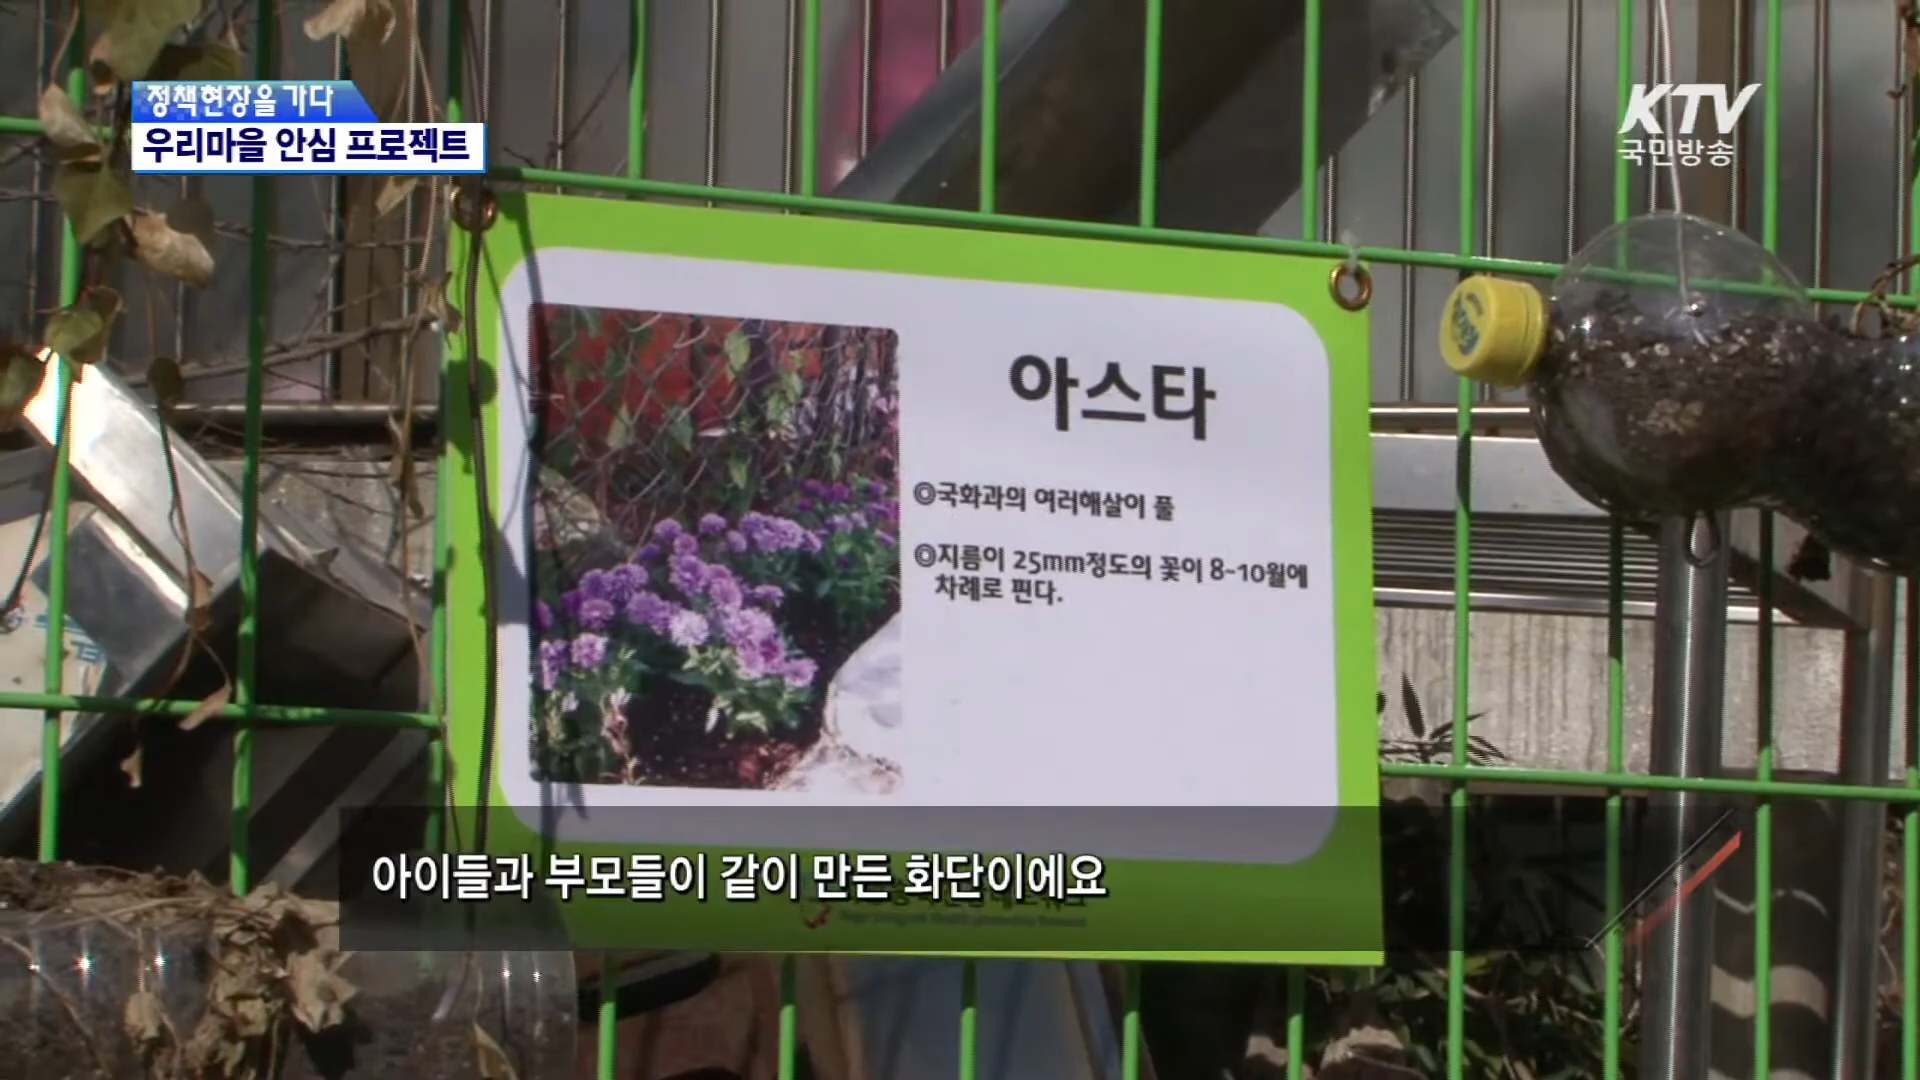 정책현장을 가다
우리마을 안심 프로젝트
KTV
국민방송
아스타
◎국화과의 여러해살이 풀
◎지름이 25mm정도의 꽃이 8-10월에
차례로 핀다.
아이들과 부모들이 같이 만든 화단이에요